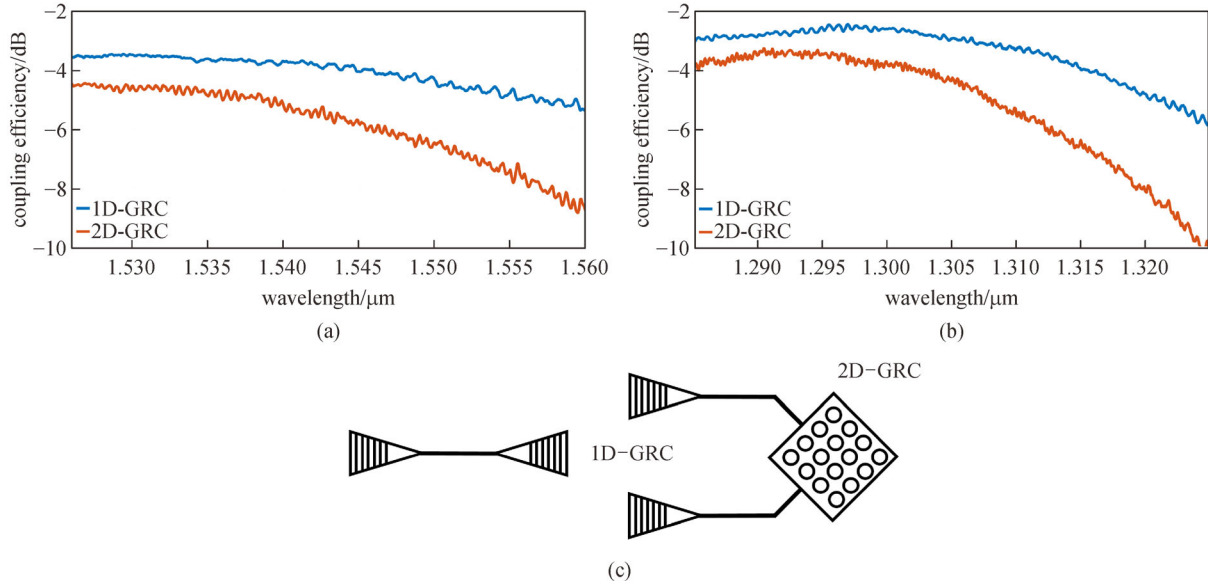 −2
−4
−6
−8
−10
coupling efficiency/dB
1D-GRC
2D-GRC
1.530 1.535 1.540 1.545 1.550 1.555 1.560
wavelength/μm
(a)
−2
−4
−6
−8
−10
coupling efficiency/dB
1D-GRC
2D-GRC
1.290 1.295 1.300 1.305 1.310 1.315 1.320
wavelength/μm
(b)
2D−GRC
1D−GRC
(c)